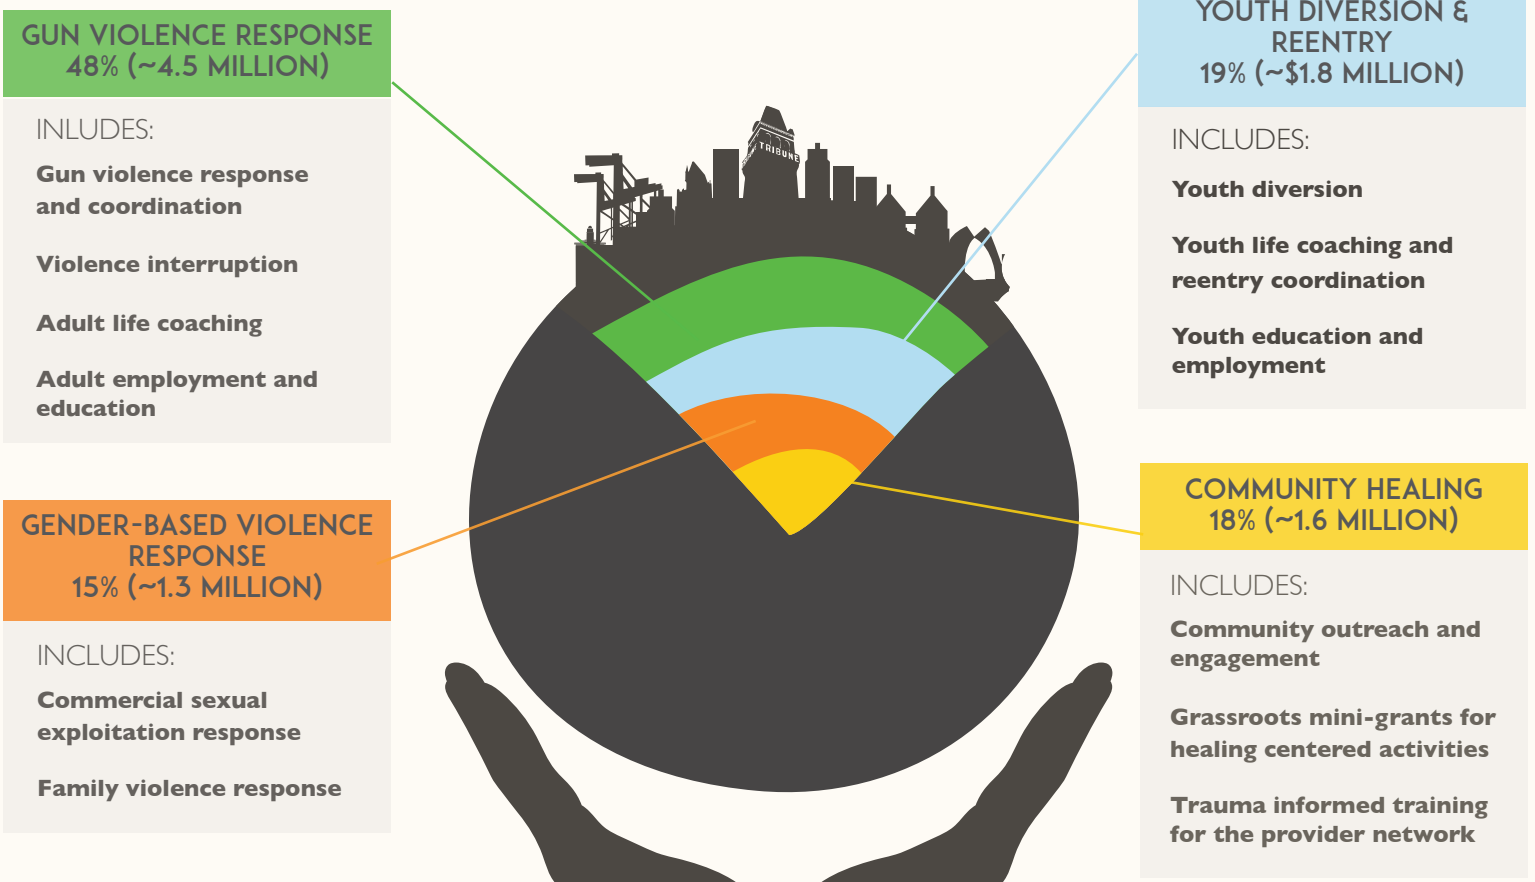 GUN VIOLENCE RESPONSE
48% (~4.5 MILLION)
INLUDES:
Gun violence response
and coordination
Violence interruption
Adult life coaching
Adult employment and
education
GENDER-BASED VIOLENCE
RESPONSE
15% (~1.3 MILLION)
INCLUDES:
Commercial sexual
exploitation response
Family violence response
TRIBUNE
YOUTH DIVERSION &
REENTRY
19% (~$1.8 MILLION)
INCLUDES:
Youth diversion
Youth life coaching and
reentry coordination
Youth education and
employment
COMMUNITY HEALING
18% (~1.6 MILLION)
INCLUDES:
Community outreach and
engagement
Grassroots mini-grants for
healing centered activities
Trauma informed training
for the provider network